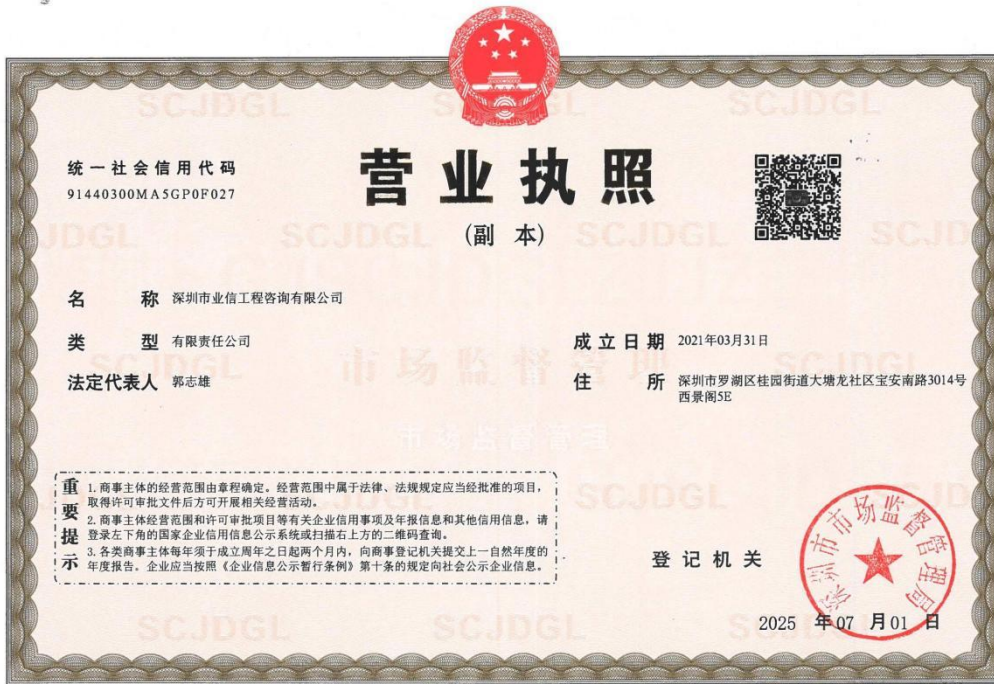 统一社会信用代码
91440300MA5GP0F027
营业执照
(副 本)
名 称 深圳市业信工程咨询有限公司
类 型 有限责任公司
法定代表人 郭志雄
成立日期 2021年03月31日
住 所 深圳市罗湖区桂园街道大塘龙社区宝安南路3014号
西景阁5E
重要提示
1. 商事主体的经营范围由章程确定。经营范围中属于法律、法规规定应当经批准的项目,
取得许可审批文件后方可开展相关经营活动。
2. 商事主体经营范围和许可审批项目等有关企业信用事项及年报信息和其他信用信息,请
登录左下角的国家企业信用信息公示系统或扫描右上方的二维码查询。
3. 各类商事主体每年须于成立周年之日起两个月内,向商事登记机关提交上一自然年度的
年度报告。企业应当按照《企业信息公示暂行条例》第十条的规定向社会公示企业信息。
登记机关
深圳市市场监督管理局
2025 年07 月01 日
SCJDGL
市场监督管理